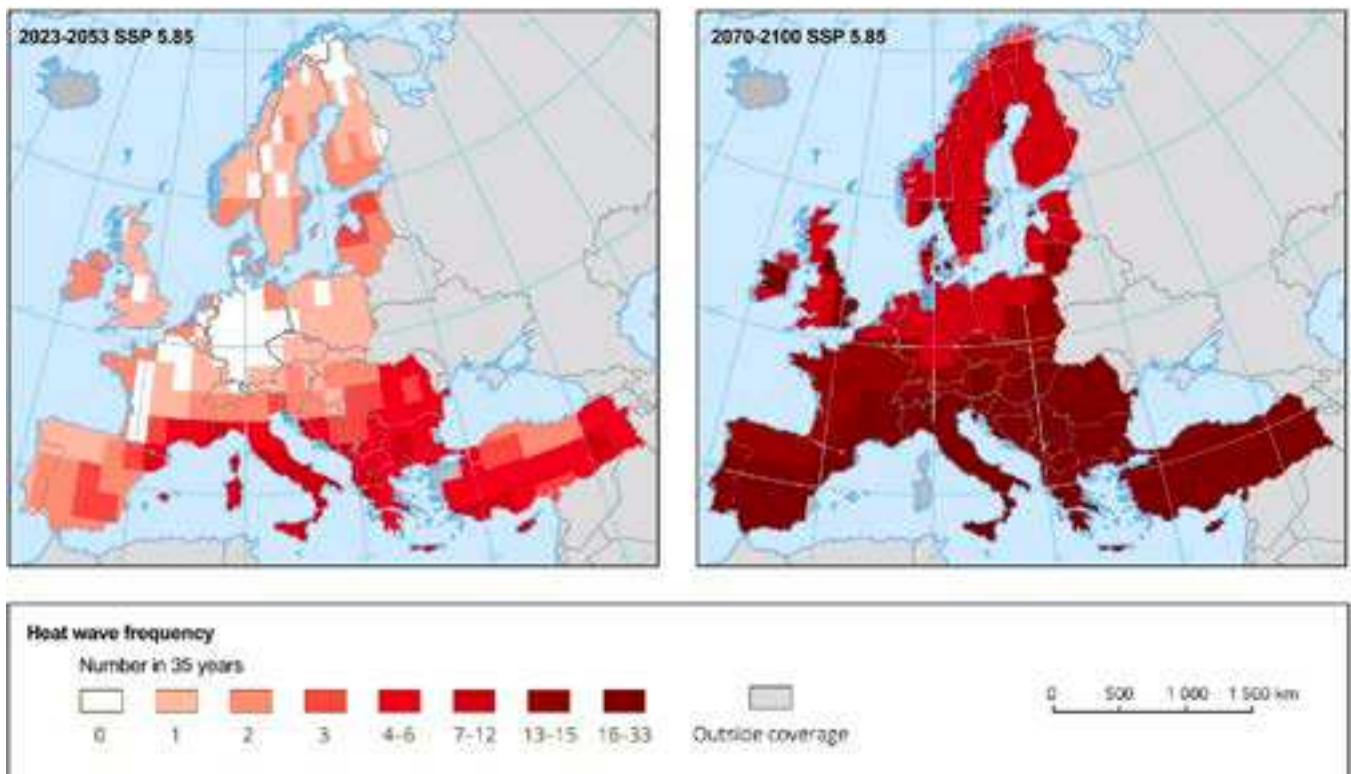 2023-2053 SSP 5.85
2070-2100 SSP 5.85
Heat wave frequency
Number in 35 years
0 1 2 3 4-6 7-12 13-15 16-33
Outside coverage
0 500 1 000 1 500 km